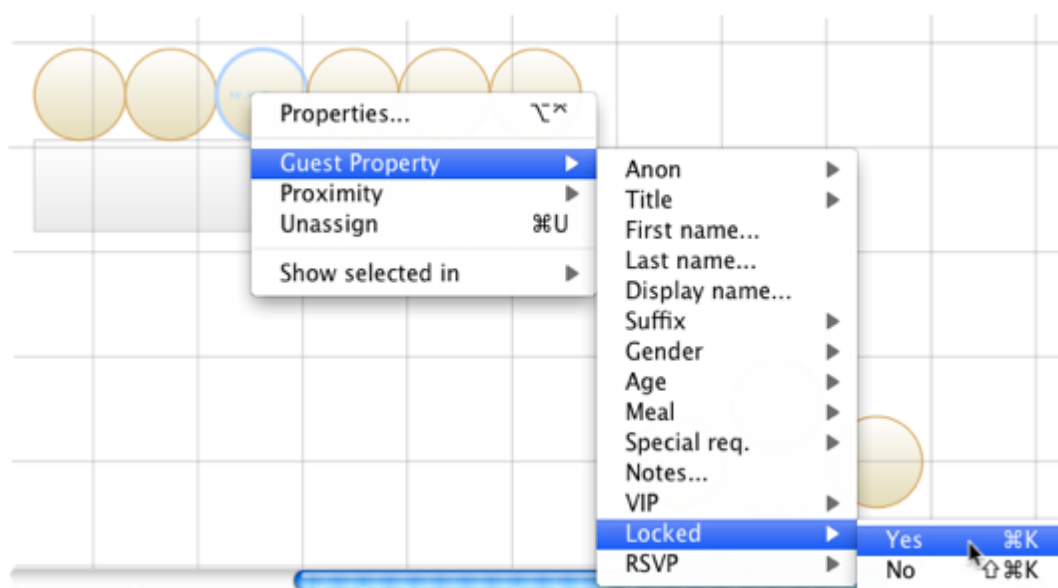 Properties... ⌥⌤
Guest Property
Proximity
Unassign ⌘U
Show selected in
Anon
Title
First name...
Last name...
Display name...
Suffix
Gender
Age
Meal
Special req.
Notes...
VIP
Locked
RSVP
Yes ⌘K
No ⇧⌘K